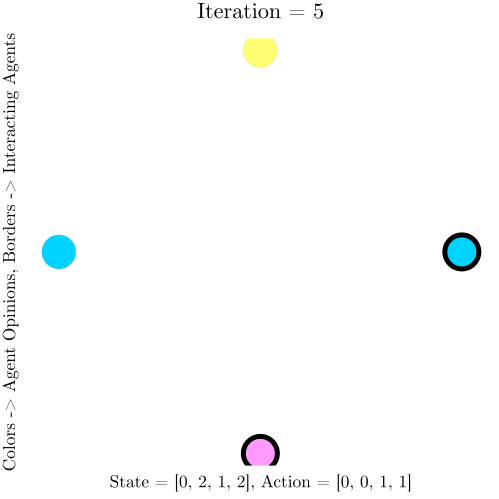 Iteration = 5
Colors -> Agent Opinions, Borders -> Interacting Agents
State = [0, 2, 1, 2], Action = [0, 0, 1, 1]